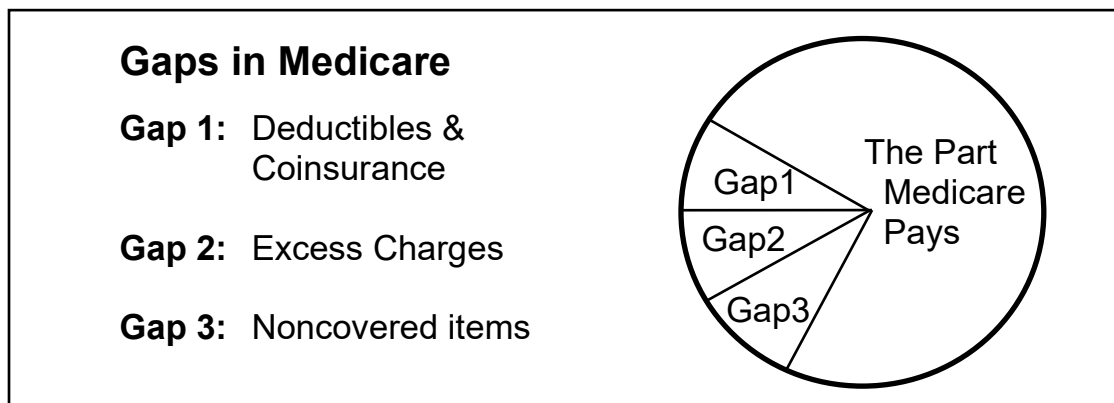 Gaps in Medicare
Gap 1: Deductibles &
Coinsurance
Gap 2: Excess Charges
Gap 3: Noncovered items
The Part
Medicare
Pays
Gap1
Gap2
Gap3